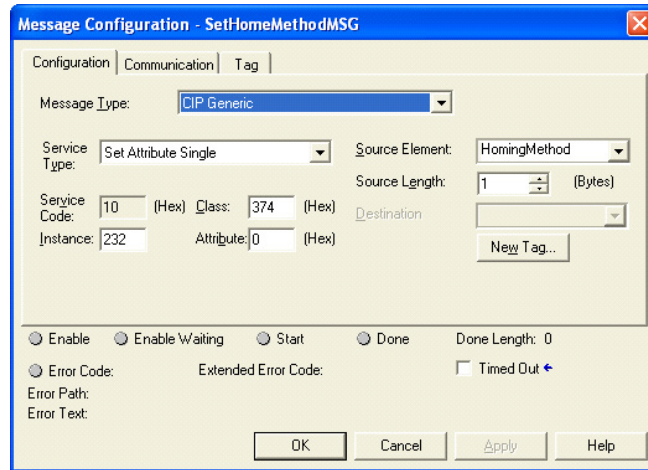 Message Configuration - SetHomeMethodMSG
Configuration Communication Tag
Message Type: CIP Generic
Service Type: Set Attribute Single
Source Element: HomingMethod
Source Length: 1 (Bytes)
Service Code: 10 (Hex) Class: 374 (Hex)
Destination
Instance: 232 Attribute: 0 (Hex)
New Tag...
Enable Enable Waiting Start Done Done Length: 0
Error Code: Extended Error Code: Timed Out
Error Path:
Error Text:
OK Cancel Apply Help